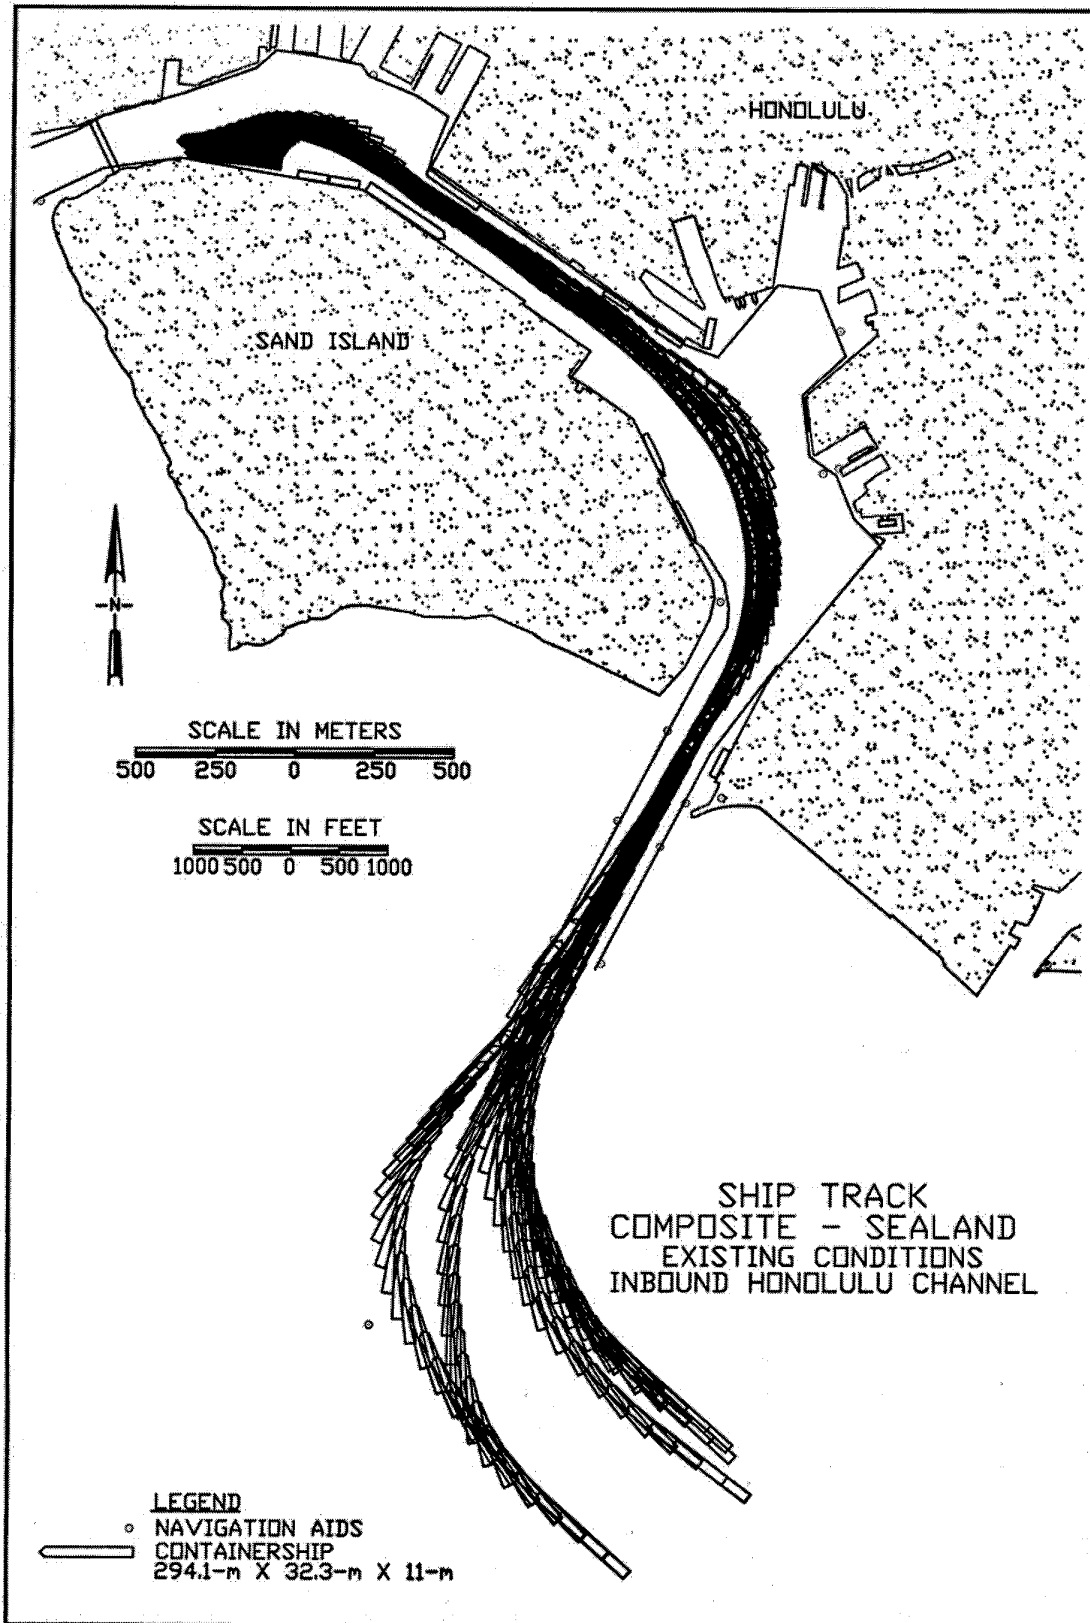 HONOLULU
SAND ISLAND
N
SCALE IN METERS
500 250 0 250 500
SCALE IN FEET
1000 500 0 500 1000
SHIP TRACK
COMPOSITE - SEALAND
EXISTING CONDITIONS
INBOUND HONOLULU CHANNEL
LEGEND
NAVIGATION AIDS
CONTAINERSHIP
294.1-m X 32.3-m X 11-m